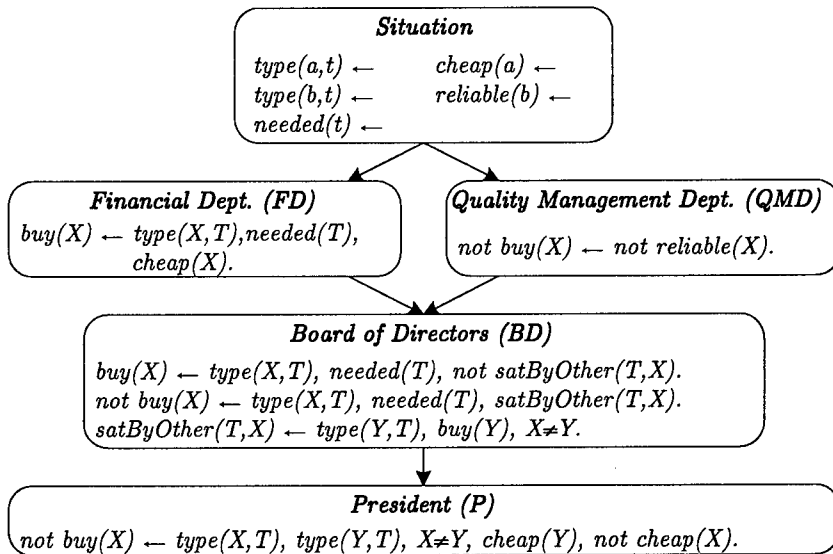 Situation
type(a,t) ← cheap(a) ←
type(b,t) ← reliable(b) ←
needed(t) ←
Financial Dept. (FD)
buy(X) ← type(X,T),needed(T),
cheap(X).
Quality Management Dept. (QMD)
not buy(X) ← not reliable(X).
Board of Directors (BD)
buy(X) ← type(X,T), needed(T), not satByOther(T,X).
not buy(X) ← type(X,T), needed(T), satByOther(T,X).
satByOther(T,X) ← type(Y,T), buy(Y), X≠Y.
President (P)
not buy(X) ← type(X,T), type(Y,T), X≠Y, cheap(Y), not cheap(X).